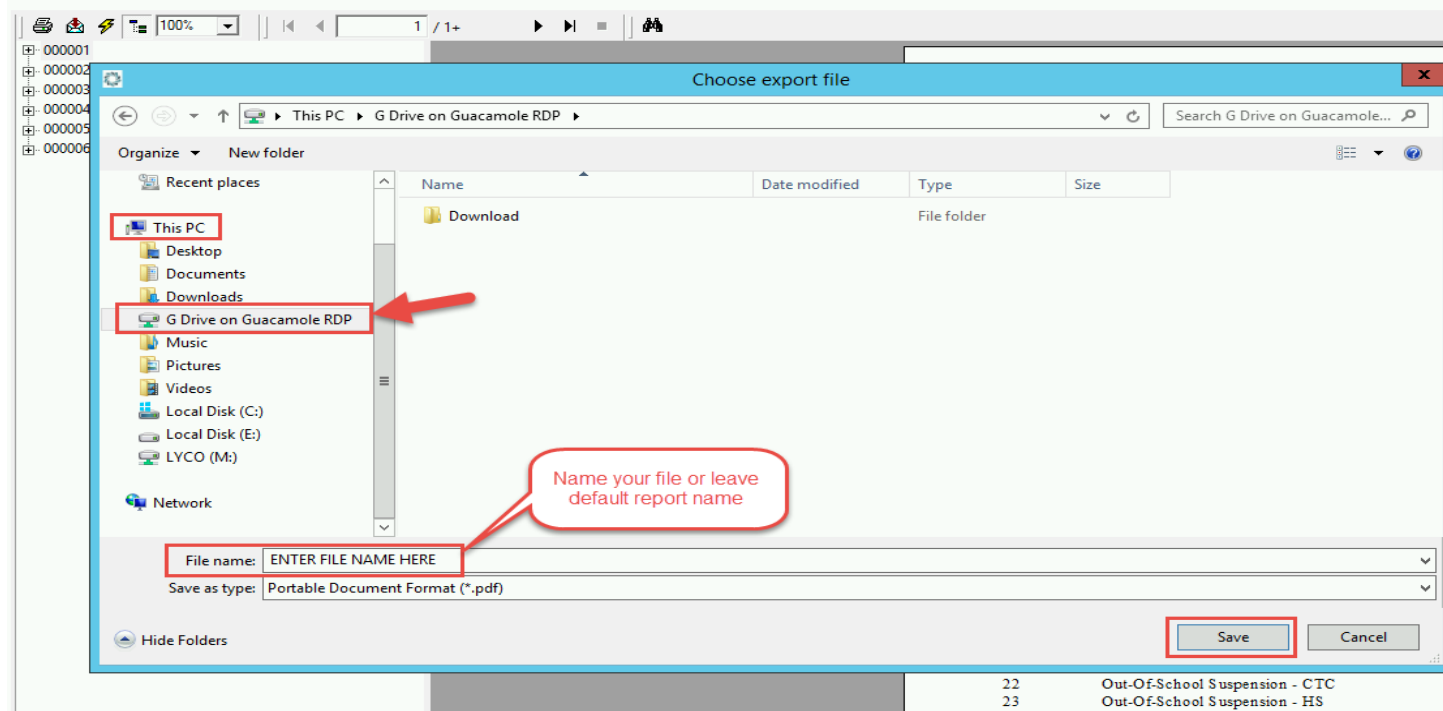 100% 1 / 1+
000001
000002
000003
000004
000005
000006
Choose export file x
This PC G Drive on Guacamole RDP Search G Drive on Guacamole...
Organize New folder ?
Recent places
This PC
Desktop
Documents
Downloads
G Drive on Guacamole RDP
Music
Pictures
Videos
Local Disk (C:)
Local Disk (E:)
LYCO (M:)
Network
Name Date modified Type Size
Download File folder
Name your file or leave
default report name
File name: ENTER FILE NAME HERE
Save as type: Portable Document Format (*.pdf)
Hide Folders Save Cancel
22 Out-Of-School Suspension - CTC
23 Out-Of-School Suspension - HS